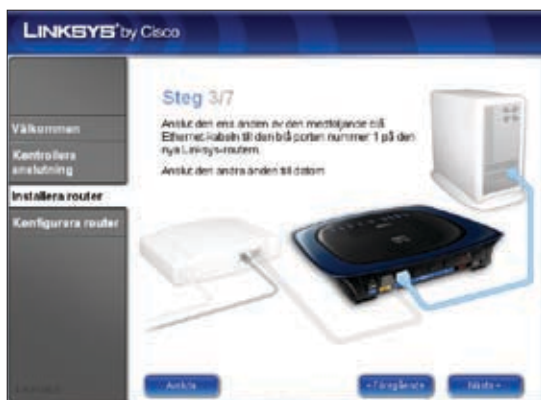 LINKSYS by Cisco
Steg 3/7
Anslut den ena änden av den medföljande blå
Ethernet-kabeln till den blå porten nummer 1 på den
nya Linksys-routern.
Anslut den andra änden till datorn
Välkommen
Kontrollera
anslutning
Installera router
Konfigurera router
Avsluta
Föregående
Nästa